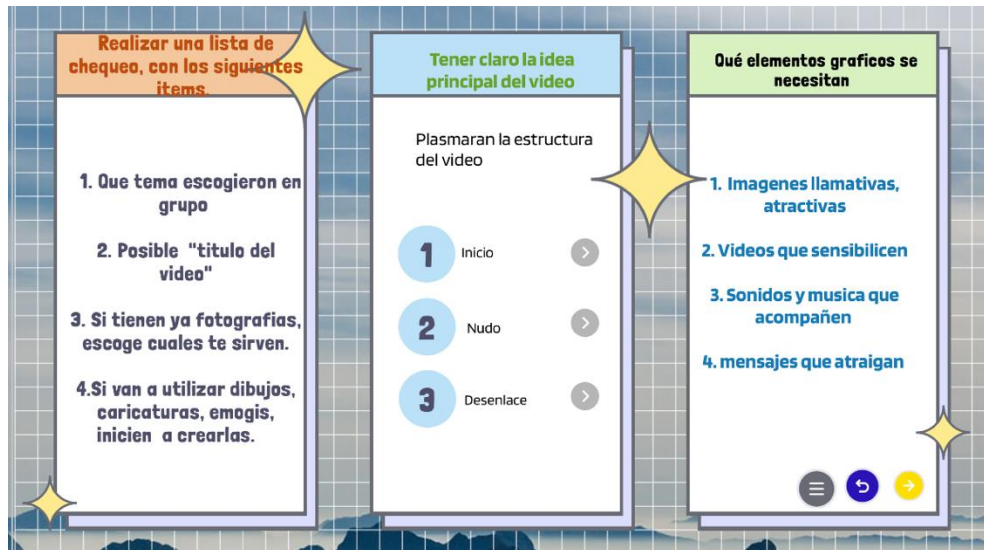 Realizar una lista de
chequeo, con los siguientes
items.
1. Que tema escogieron en
grupo
2. Posible "titulo del
video"
3. Si tienen ya fotografias,
escoge cuales te sirven.
4.Si van a utilizar dibujos,
caricaturas, emogis,
inicien a crearlas.
Tener claro la idea
principal del video
Plasmaran la estructura
del video
1 Inicio
2 Nudo
3 Desenlace
Qué elementos graficos se
necesitan
1. Imagenes llamativas,
atractivas
2. Videos que sensibilicen
3. Sonidos y musica que
acompañen
4. mensajes que atraigan